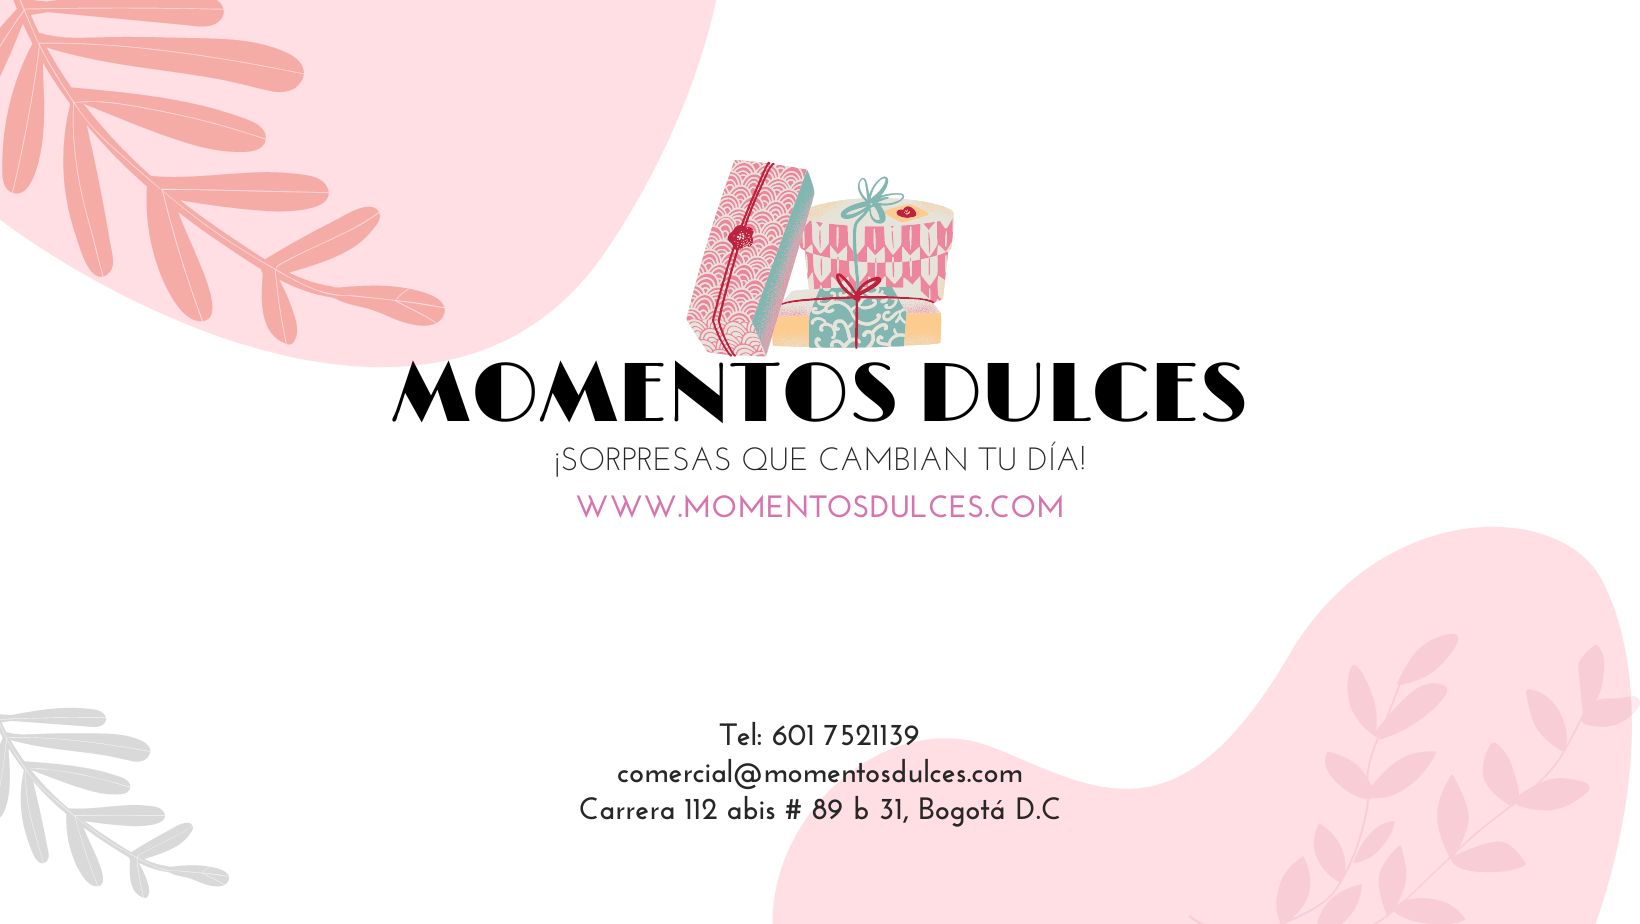 MOMENTOS DULCES
¡SORPRESAS QUE CAMBIAN TU DÍA!
WWW.MOMENTOSDULCES.COM
Tel: 601 7521139
comercial@momentosdulces.com
Carrera 112 abis # 89 b 31, Bogotá D.C